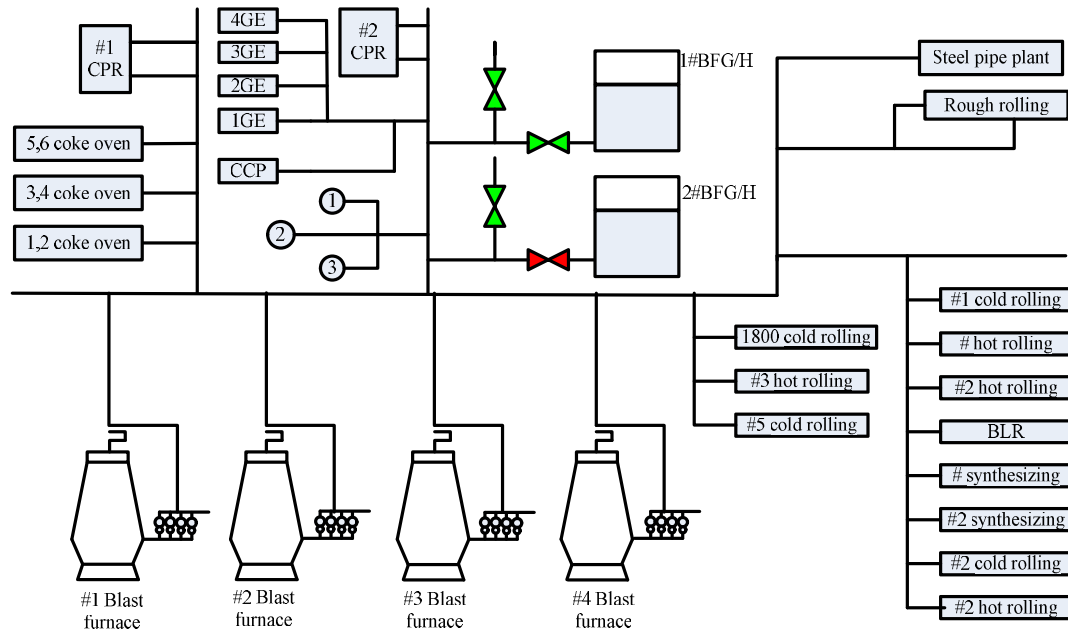 #1
CPR
4GE
3GE
2GE
1GE
CCP
#2
CPR
1#BFG/H
2#BFG/H
Steel pipe plant
Rough rolling
5,6 coke oven
3,4 coke oven
1,2 coke oven
1
2
3
1800 cold rolling
#3 hot rolling
#5 cold rolling
#1 cold rolling
# hot rolling
#2 hot rolling
BLR
# synthesizing
#2 synthesizing
#2 cold rolling
#2 hot rolling
#1 Blast
furnace
#2 Blast
furnace
#3 Blast
furnace
#4 Blast
furnace